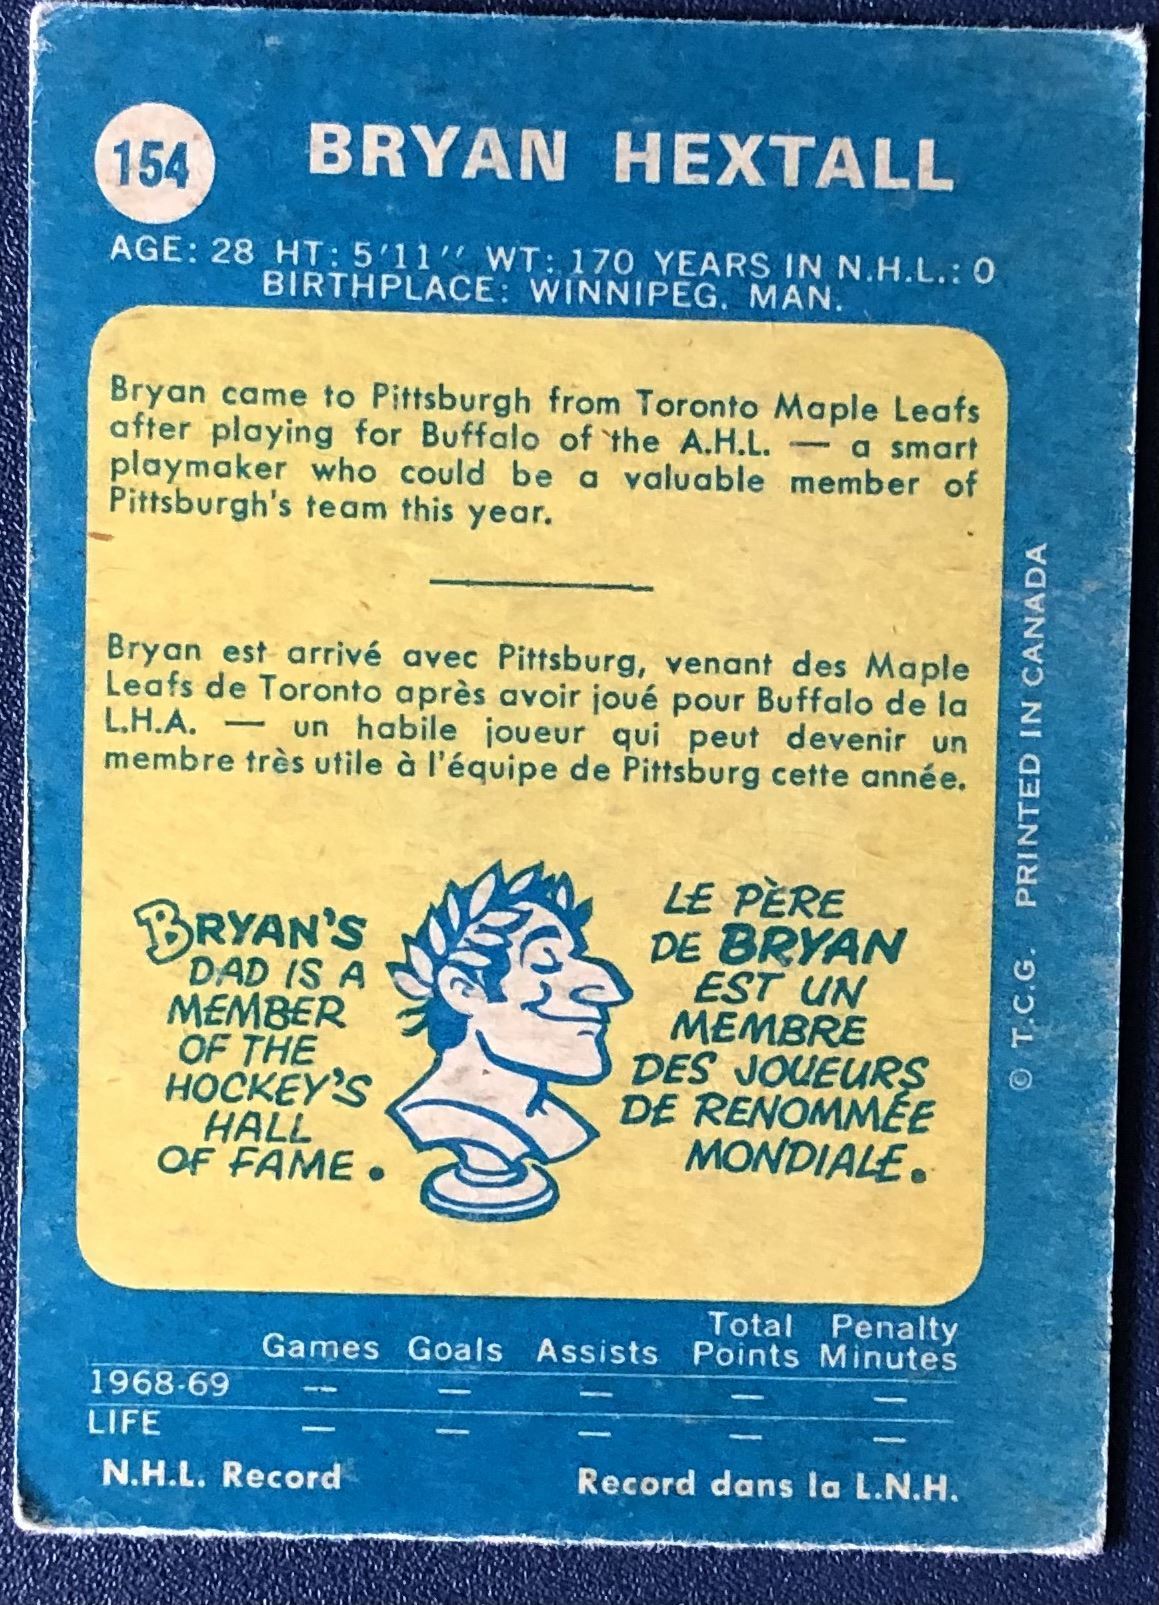 154
BRYAN HEXTALL
AGE: 28 HT: 5'11'' WT: 170 YEARS IN N.H.L.: 0
BIRTHPLACE: WINNIPEG. MAN.
Bryan came to Pittsburgh from Toronto Maple Leafs
after playing for Buffalo of the A.H.L. — a smart
playmaker who could be a valuable member of
Pittsburgh's team this year.
Bryan est arrivé avec Pittsburg, venant des Maple
Leafs de Toronto après avoir joué pour Buffalo de la
L.H.A. — un habile joueur qui peut devenir un
membre très utile à l'équipe de Pittsburg cette année.
BRYAN'S
DAD IS A
MEMBER
OF THE
HOCKEY'S
HALL
OF FAME.
LE PÈRE
DE BRYAN
EST UN
MEMBRE
DES JOUEURS
DE RENOMMÉE
MONDIALE.
© T.C.G. PRINTED IN CANADA
Games Goals Assists Total Points Penalty Minutes
1968-69 — — — — —
LIFE — — — — —
N.H.L. Record Record dans la L.N.H.